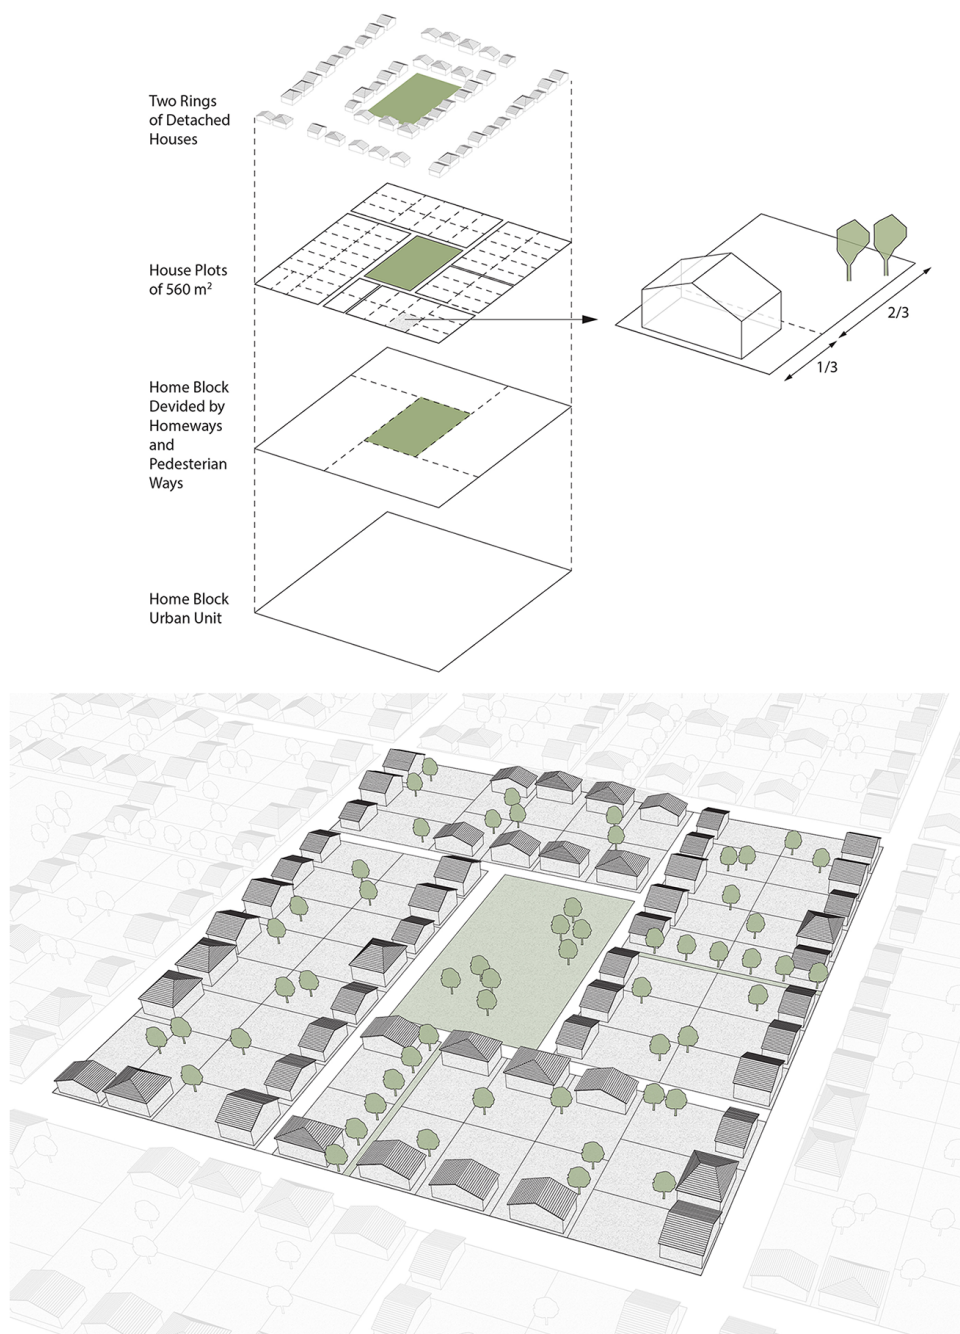 Two Rings
of Detached
Houses
House Plots
of 560 m²
2/3
1/3
Home Block
Devided by
Homeways
and
Pedesterian
Ways
Home Block
Urban Unit